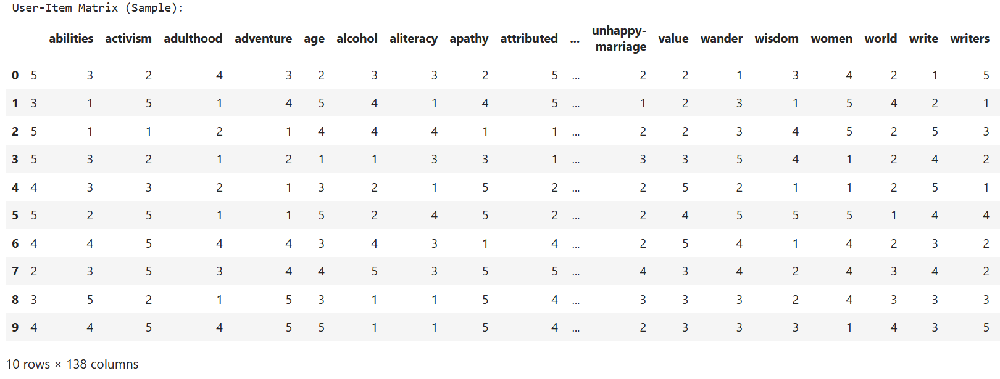 User-Item Matrix (Sample):
abilities activism adulthood adventure age alcohol aliteracy apathy attributed ... unhappy-
marriage value wander wisdom women world write writers
0 5 3 2 4 3 2 3 3 2 5 ... 2 2 1 3 4 2 1 5
1 3 1 5 1 4 5 4 1 4 5 ... 1 2 3 1 5 4 2 1
2 5 1 1 2 1 4 4 4 1 1 ... 2 2 3 4 5 2 5 3
3 5 3 2 1 2 1 1 3 3 1 ... 3 3 5 4 1 2 4 2
4 4 3 3 2 1 3 2 1 5 2 ... 2 5 2 1 1 2 5 1
5 5 2 5 1 1 5 2 4 5 2 ... 2 4 5 5 5 1 4 4
6 4 4 5 4 4 3 4 3 1 4 ... 2 5 4 1 4 2 3 2
7 2 3 5 3 4 4 5 3 5 5 ... 4 3 4 2 4 3 4 2
8 3 5 2 1 5 3 1 1 5 4 ... 3 3 3 2 4 3 3 3
9 4 4 5 4 5 5 1 1 5 4 ... 2 3 3 3 1 4 3 5
10 rows × 138 columns